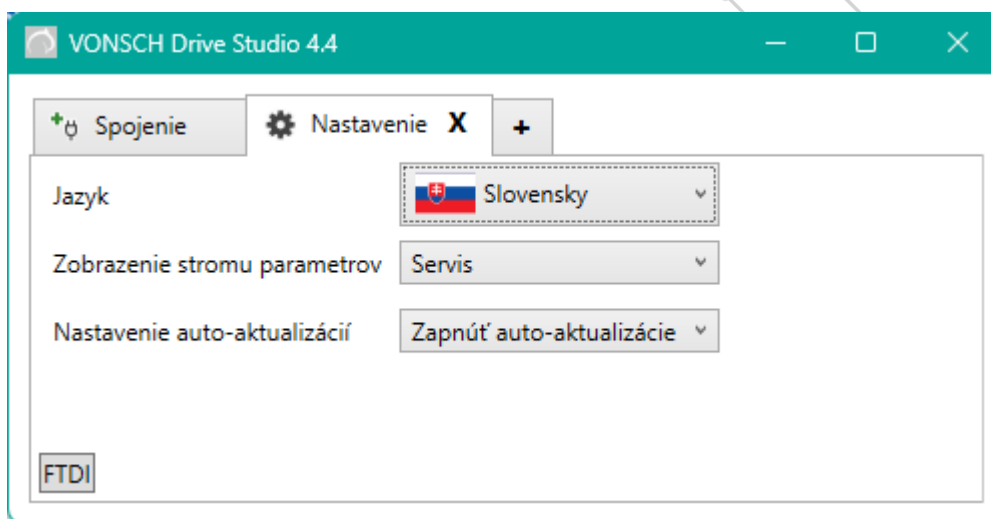 VONSCH Drive Studio 4.4
Spojenie
Nastavenie X
+
Jazyk
Slovensky
Zobrazenie stromu parametrov
Servis
Nastavenie auto-aktualizácií
Zapnúť auto-aktualizácie
FTDI